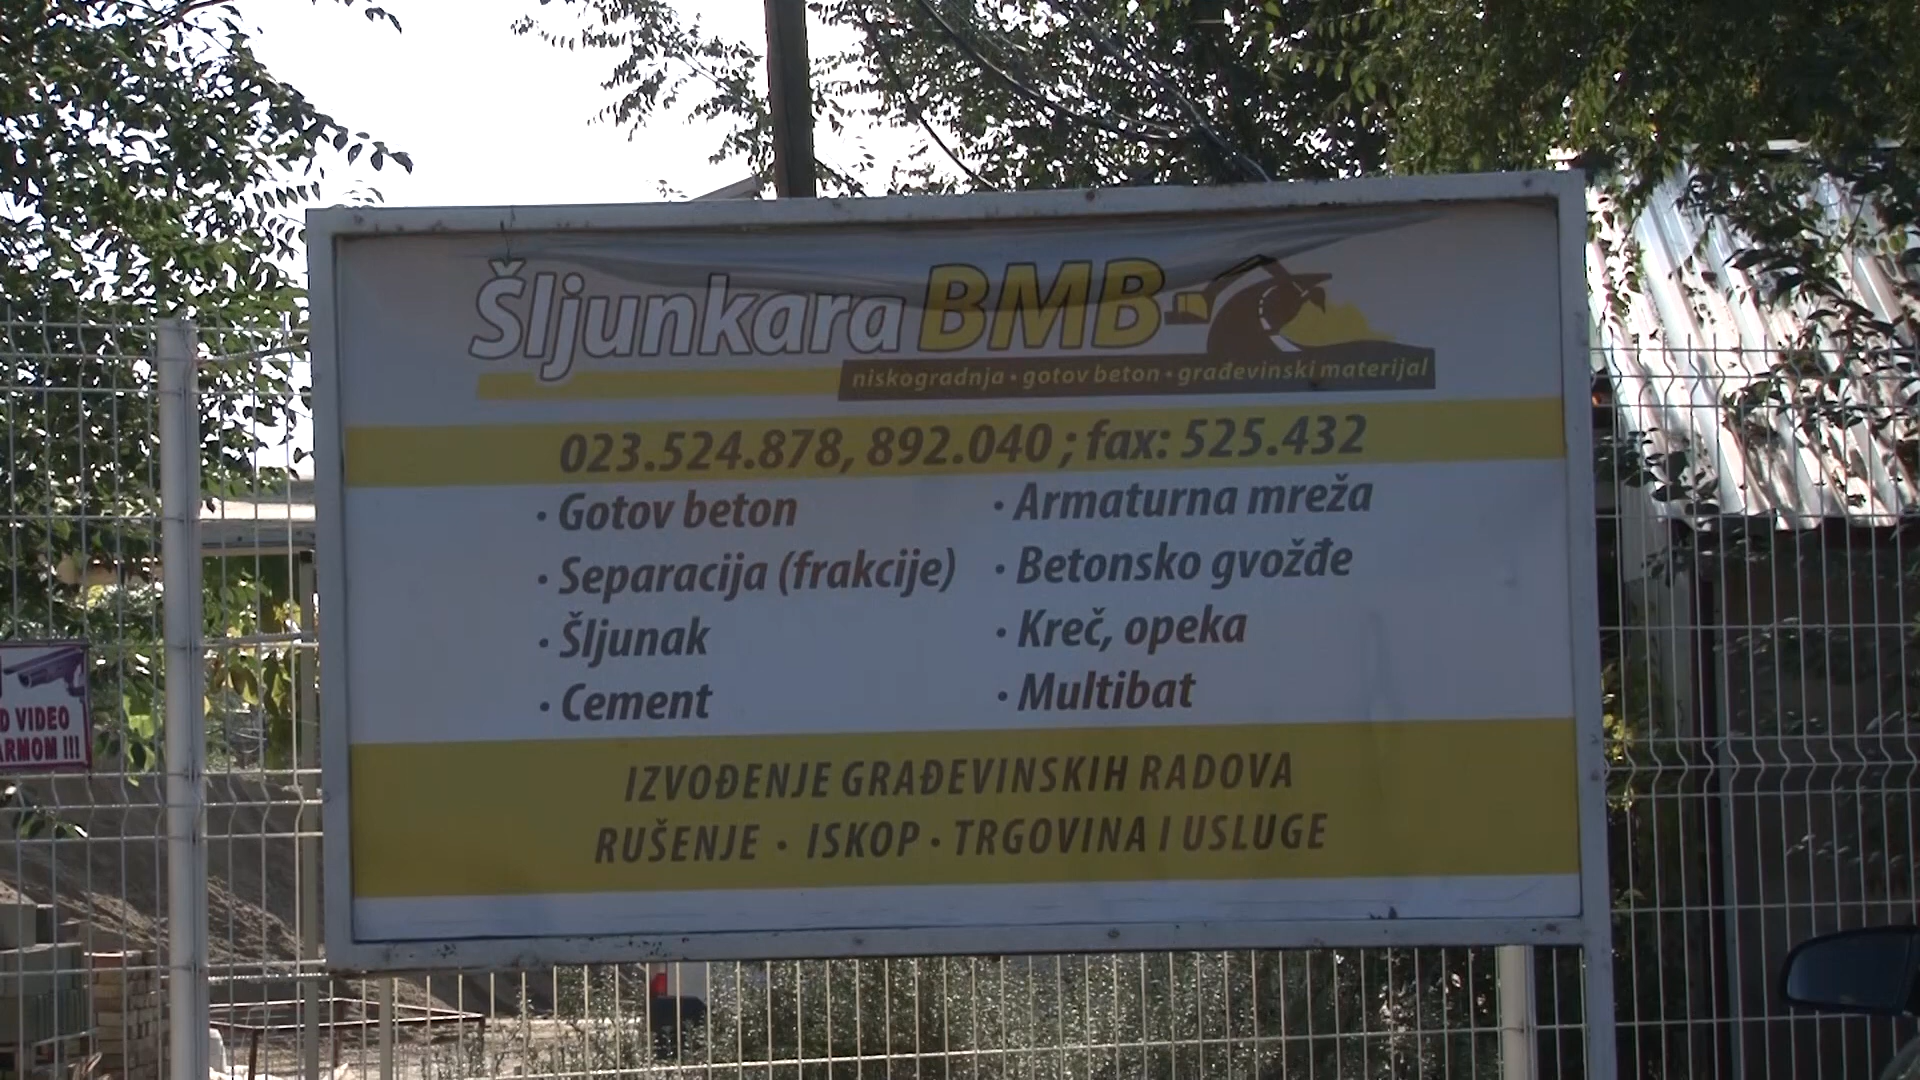 Šljunkara BMB
niskogradnja • gotov beton • građevinski materijal
023.524.878, 892.040 ; fax: 525.432
• Gotov beton
• Separacija (frakcije)
• Šljunak
• Cement
• Armaturna mreža
• Betonsko gvožđe
• Kreč, opeka
• Multibat
IZVOĐENJE GRAĐEVINSKIH RADOVA
RUŠENJE • ISKOP • TRGOVINA I USLUGE
VIDEO
!!!